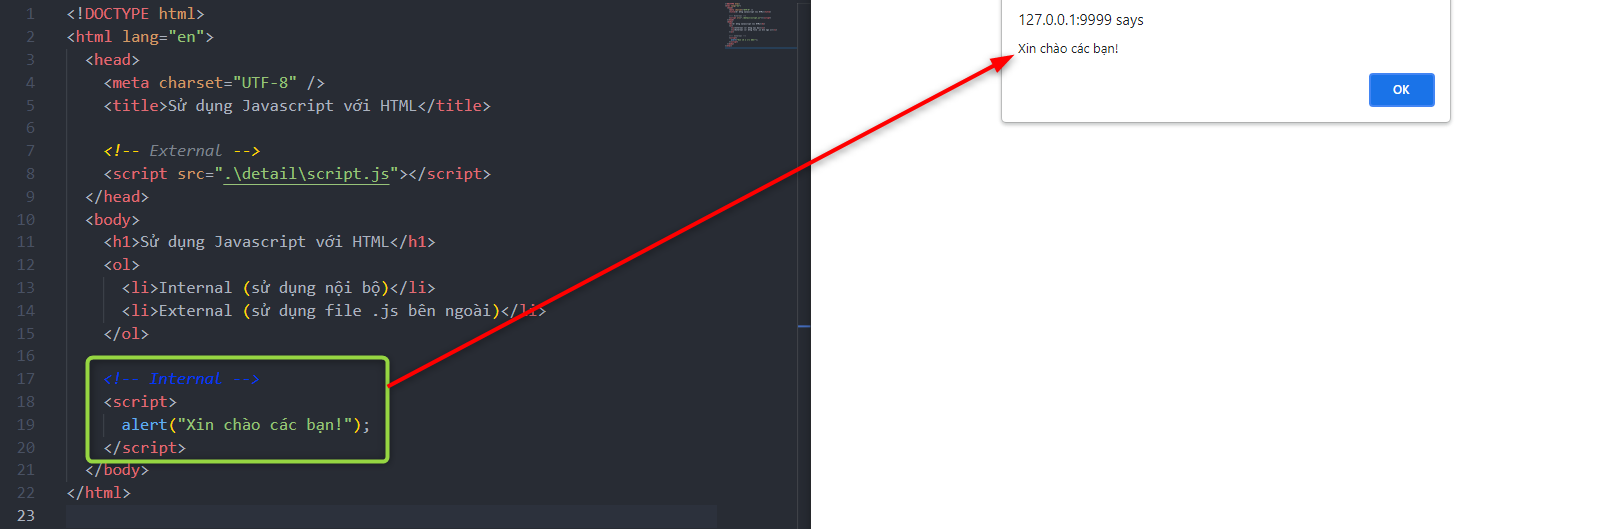 1 <!DOCTYPE html>
2 <html lang="en">
3 <head>
4 <meta charset="UTF-8" />
5 <title>Sử dụng Javascript với HTML</title>
6
7 <!-- External -->
8 <script src=".\detail\script.js"></script>
9 </head>
10 <body>
11 <h1>Sử dụng Javascript với HTML</h1>
12 <ol>
13 <li>Internal (sử dụng nội bộ)</li>
14 <li>External (sử dụng file .js bên ngoài)</li>
15 </ol>
16
17 <!-- Internal -->
18 <script>
19 alert("Xin chào các bạn!");
20 </script>
21 </body>
22 </html>
23
127.0.0.1:9999 says
Xin chào các bạn!
OK